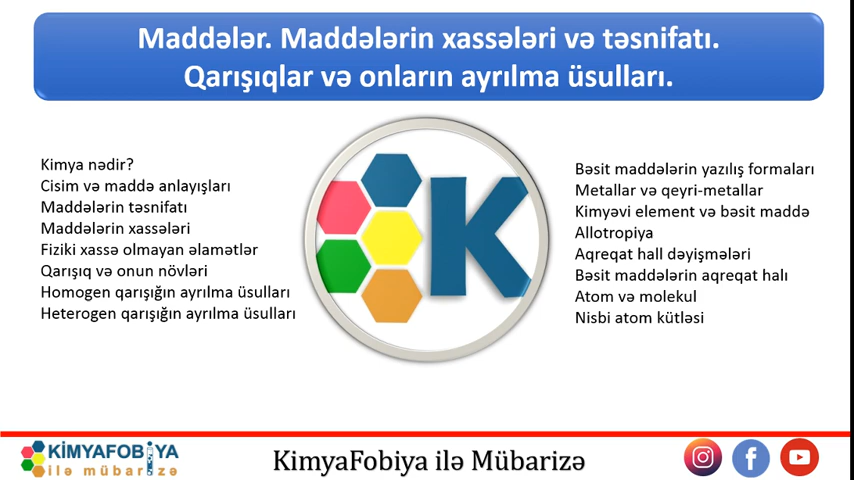 Maddələr. Maddələrin xassələri və təsnifatı.
Qarışıqlar və onların ayrılma üsulları.
Kimya nədir?
Cisim və maddə anlayışları
Maddələrin təsnifatı
Maddələrin xassələri
Fiziki xassə olmayan əlamətlər
Qarışıq və onun növləri
Homogen qarışığın ayrılma üsulları
Heterogen qarışığın ayrılma üsulları
K
Bəsit maddələrin yazılış formaları
Metallar və qeyri-metallar
Kimyəvi element və bəsit maddə
Allotropiya
Aqreqat hall dəyişmələri
Bəsit maddələrin aqreqat halı
Atom və molekul
Nisbi atom kütləsi
KİMYAFOBİYA
ilə mübarizə
KimyaFobiya ilə Mübarizə